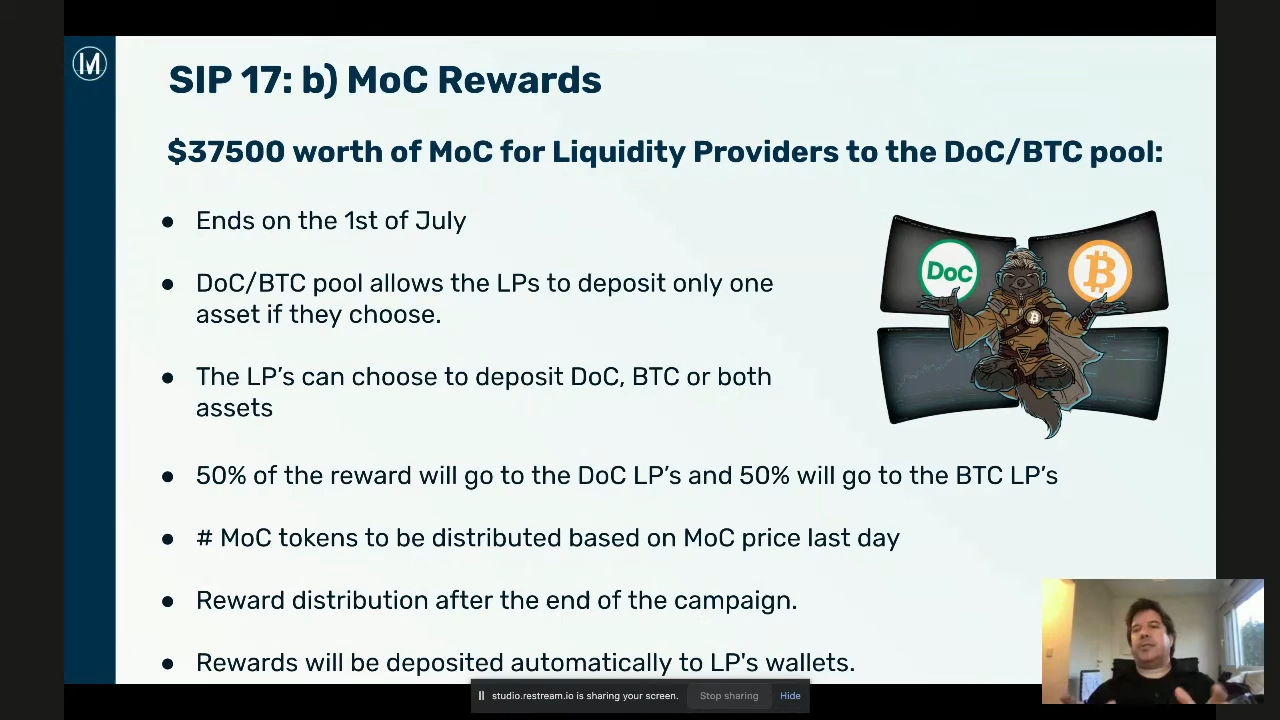 M
SIP 17: b) MoC Rewards
$37500 worth of MoC for Liquidity Providers to the DoC/BTC pool:
● Ends on the 1st of July
● DoC/BTC pool allows the LPs to deposit only one
asset if they choose.
● The LP’s can choose to deposit DoC, BTC or both
assets
● 50% of the reward will go to the DoC LP’s and 50% will go to the BTC LP’s
● # MoC tokens to be distributed based on MoC price last day
● Reward distribution after the end of the campaign.
● Rewards will be deposited automatically to LP's wallets.
DoC
studio.restream.io is sharing your screen. Stop sharing Hide